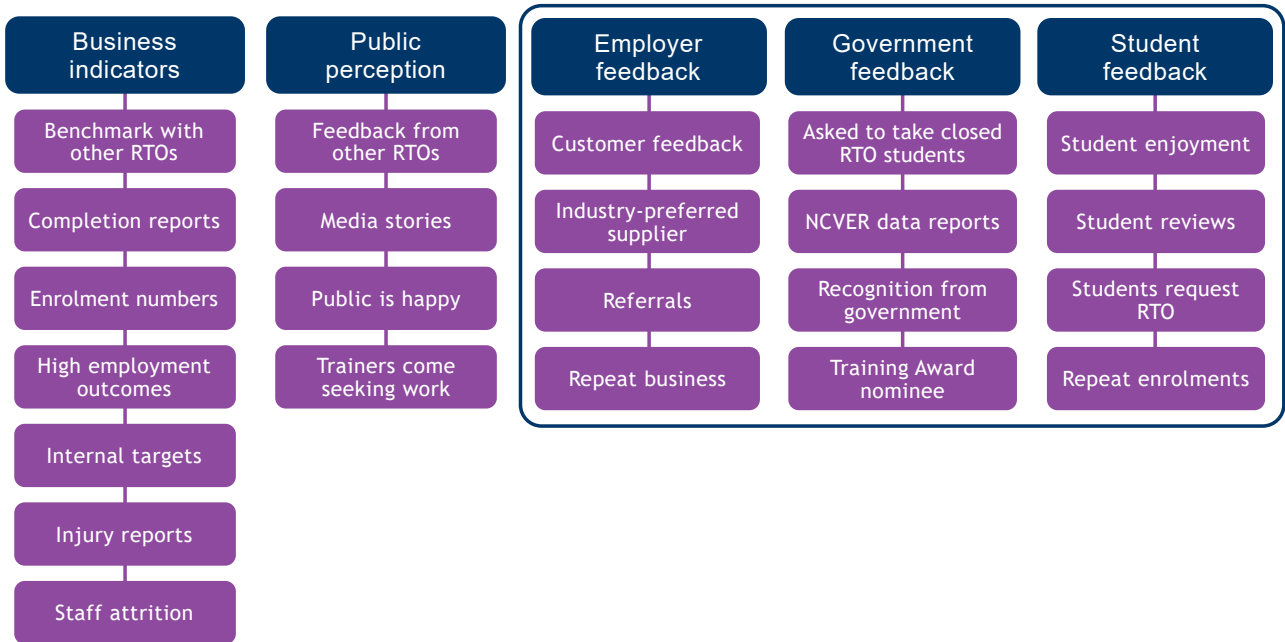 Business
indicators
Benchmark with
other RTOs
Completion reports
Enrolment numbers
High employment
outcomes
Internal targets
Injury reports
Staff attrition
Public
perception
Feedback from
other RTOs
Media stories
Public is happy
Trainers come
seeking work
Employer
feedback
Customer feedback
Industry-preferred
supplier
Referrals
Repeat business
Government
feedback
Asked to take closed
RTO students
NCVER data reports
Recognition from
government
Training Award
nominee
Student
feedback
Student enjoyment
Student reviews
Students request
RTO
Repeat enrolments